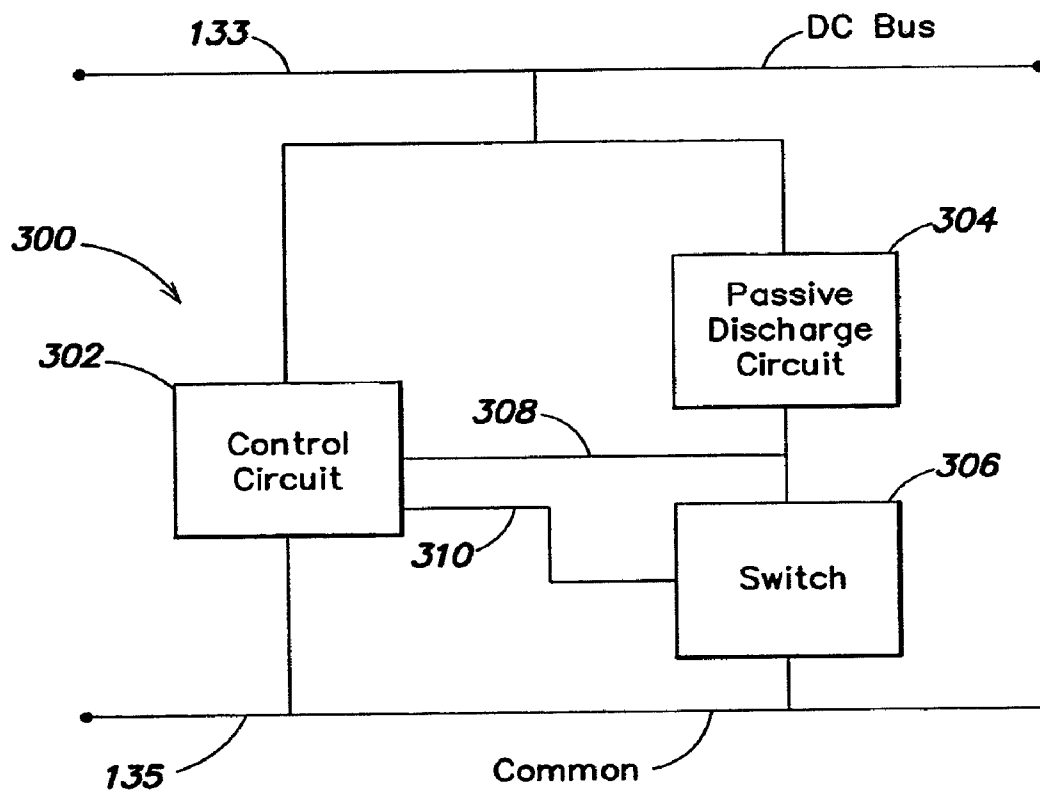 133
DC Bus
300
304
Passive
Discharge
Circuit
302
308
Control
Circuit
306
310
Switch
135
Common